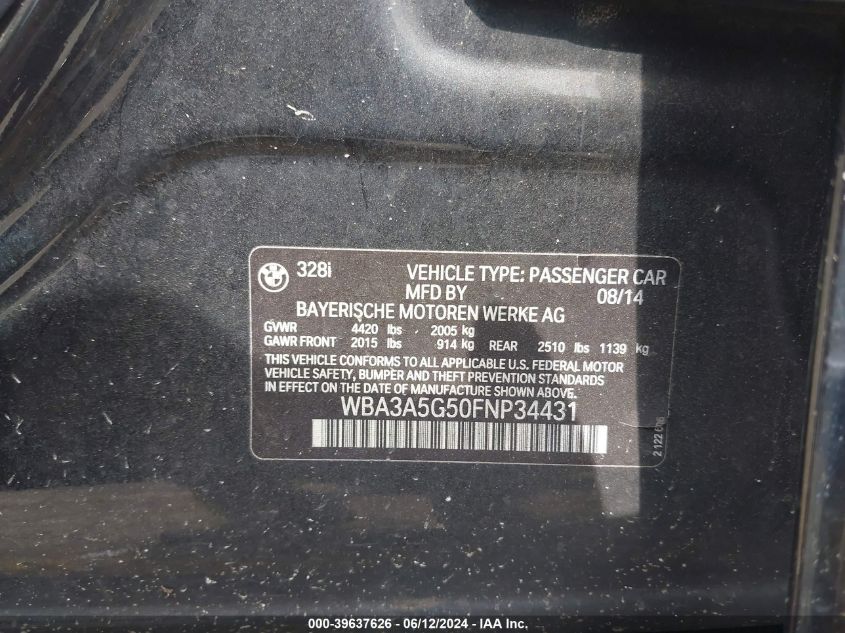 328i VEHICLE TYPE: PASSENGER CAR
MFD BY 08/14
BAYERISCHE MOTOREN WERKE AG
GVWR 4420 lbs 2005 kg
GAWR FRONT 2015 lbs 914 kg REAR 2510 lbs 1139 kg
THIS VEHICLE CONFORMS TO ALL APPLICABLE U.S. FEDERAL MOTOR
VEHICLE SAFETY, BUMPER AND THEFT PREVENTION STANDARDS
IN EFFECT ON THE DATE OF MANUFACTURE SHOWN ABOVE.
WBA3A5G50FNP34431
000-39637626 - 06/12/2024 - IAA Inc.